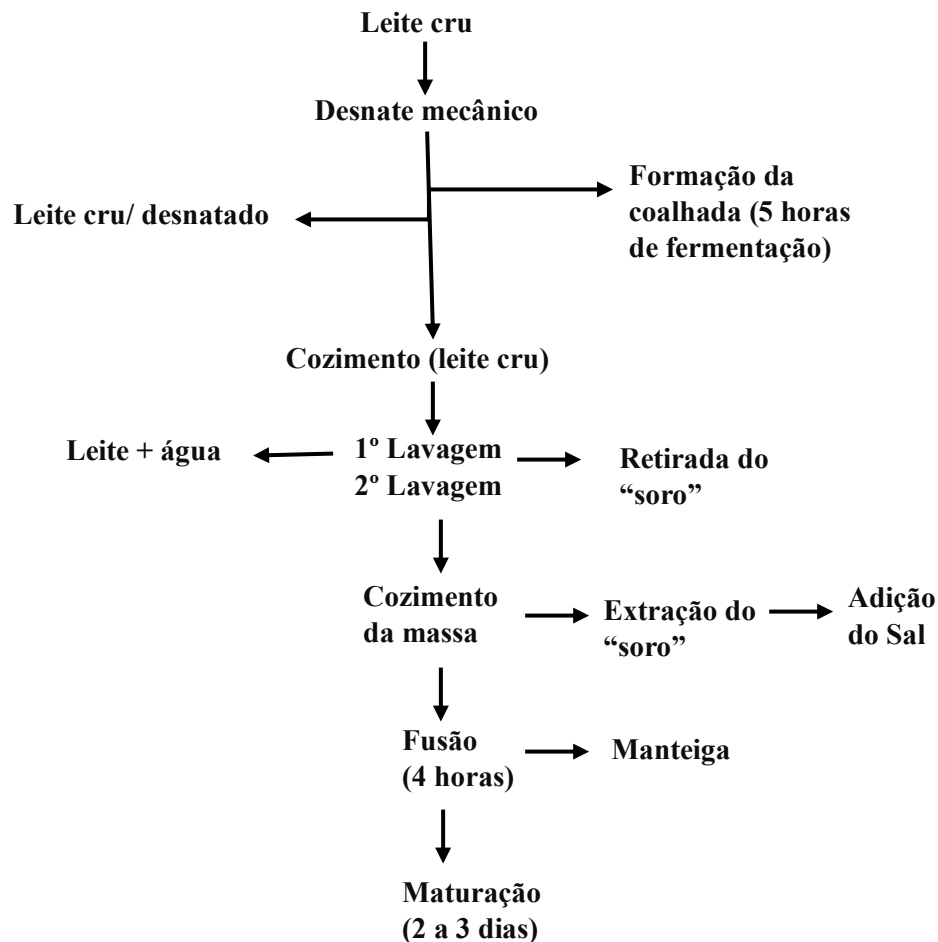 Leite cru
Desnate mecânico
Formação da
coalhada (5 horas
de fermentação)
Leite cru/ desnatado
Cozimento (leite cru)
Leite + água
1º Lavagem
2º Lavagem
Retirada do
“soro”
Cozimento
da massa
Extração do
“soro”
Adição
do Sal
Fusão
(4 horas)
Manteiga
Maturação
(2 a 3 dias)